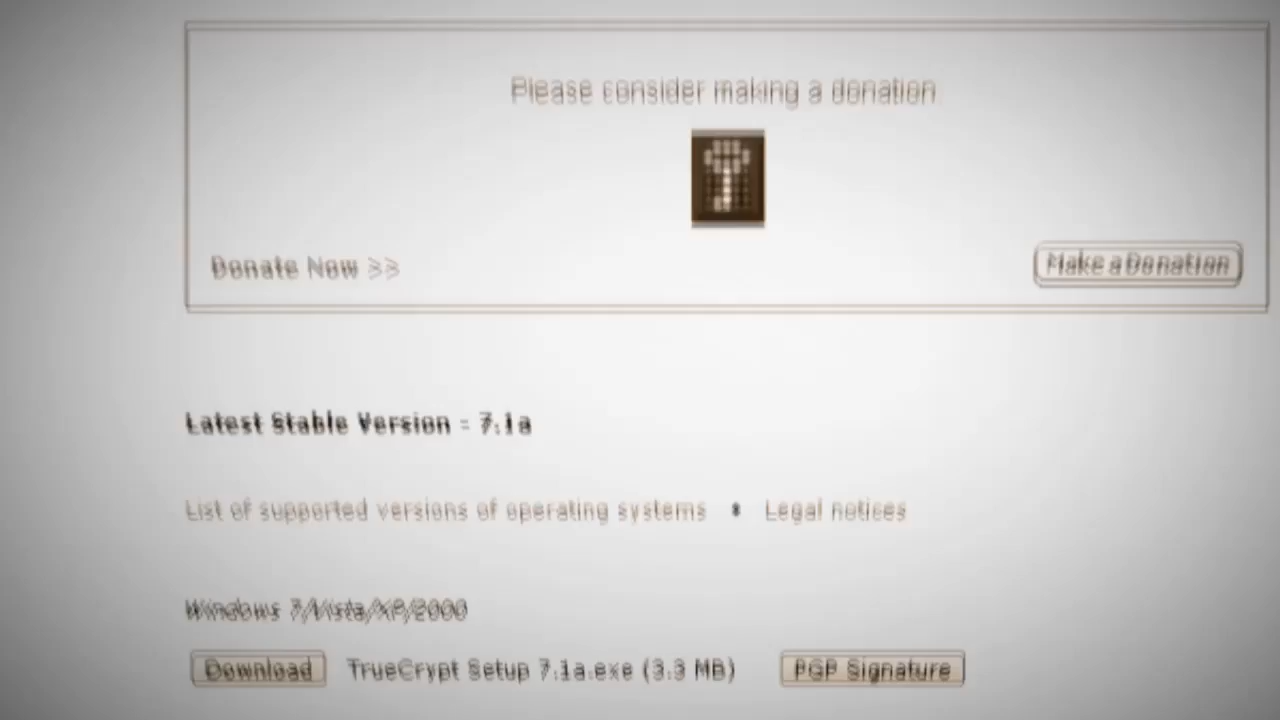 Please consider making a donation
Donate Now >> Make a Donation
Latest Stable Version - 7.1a
List of supported versions of operating systems • Legal notices
Windows 7/Vista/XP/2000
Download TrueCrypt Setup 7.1a.exe (3.3 MB) PGP Signature